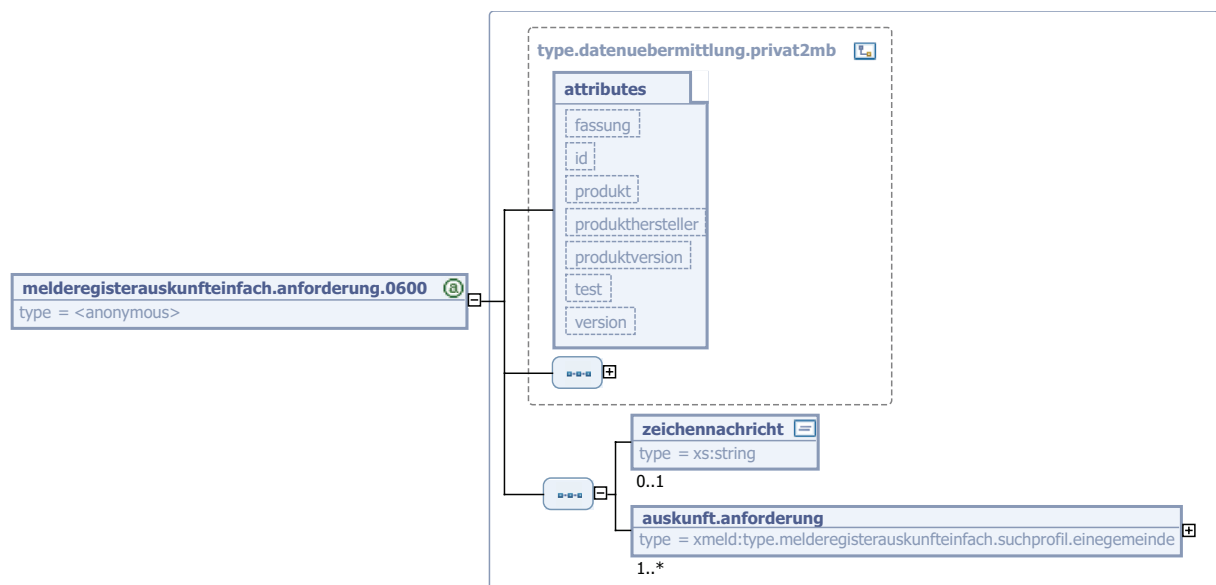 type.datenuebermittlung.privat2mb
attributes
fassung
id
produkt
produkthersteller
produktversion
test
version
melderegisterauskunfteinfach.anforderung.0600 a
type = <anonymous>
zeichennachricht
type = xs:string
0..1
auskunft.anforderung
type = xmeld:type.melderegisterauskunfteinfach.suchprofil.einegemeinde
1..*